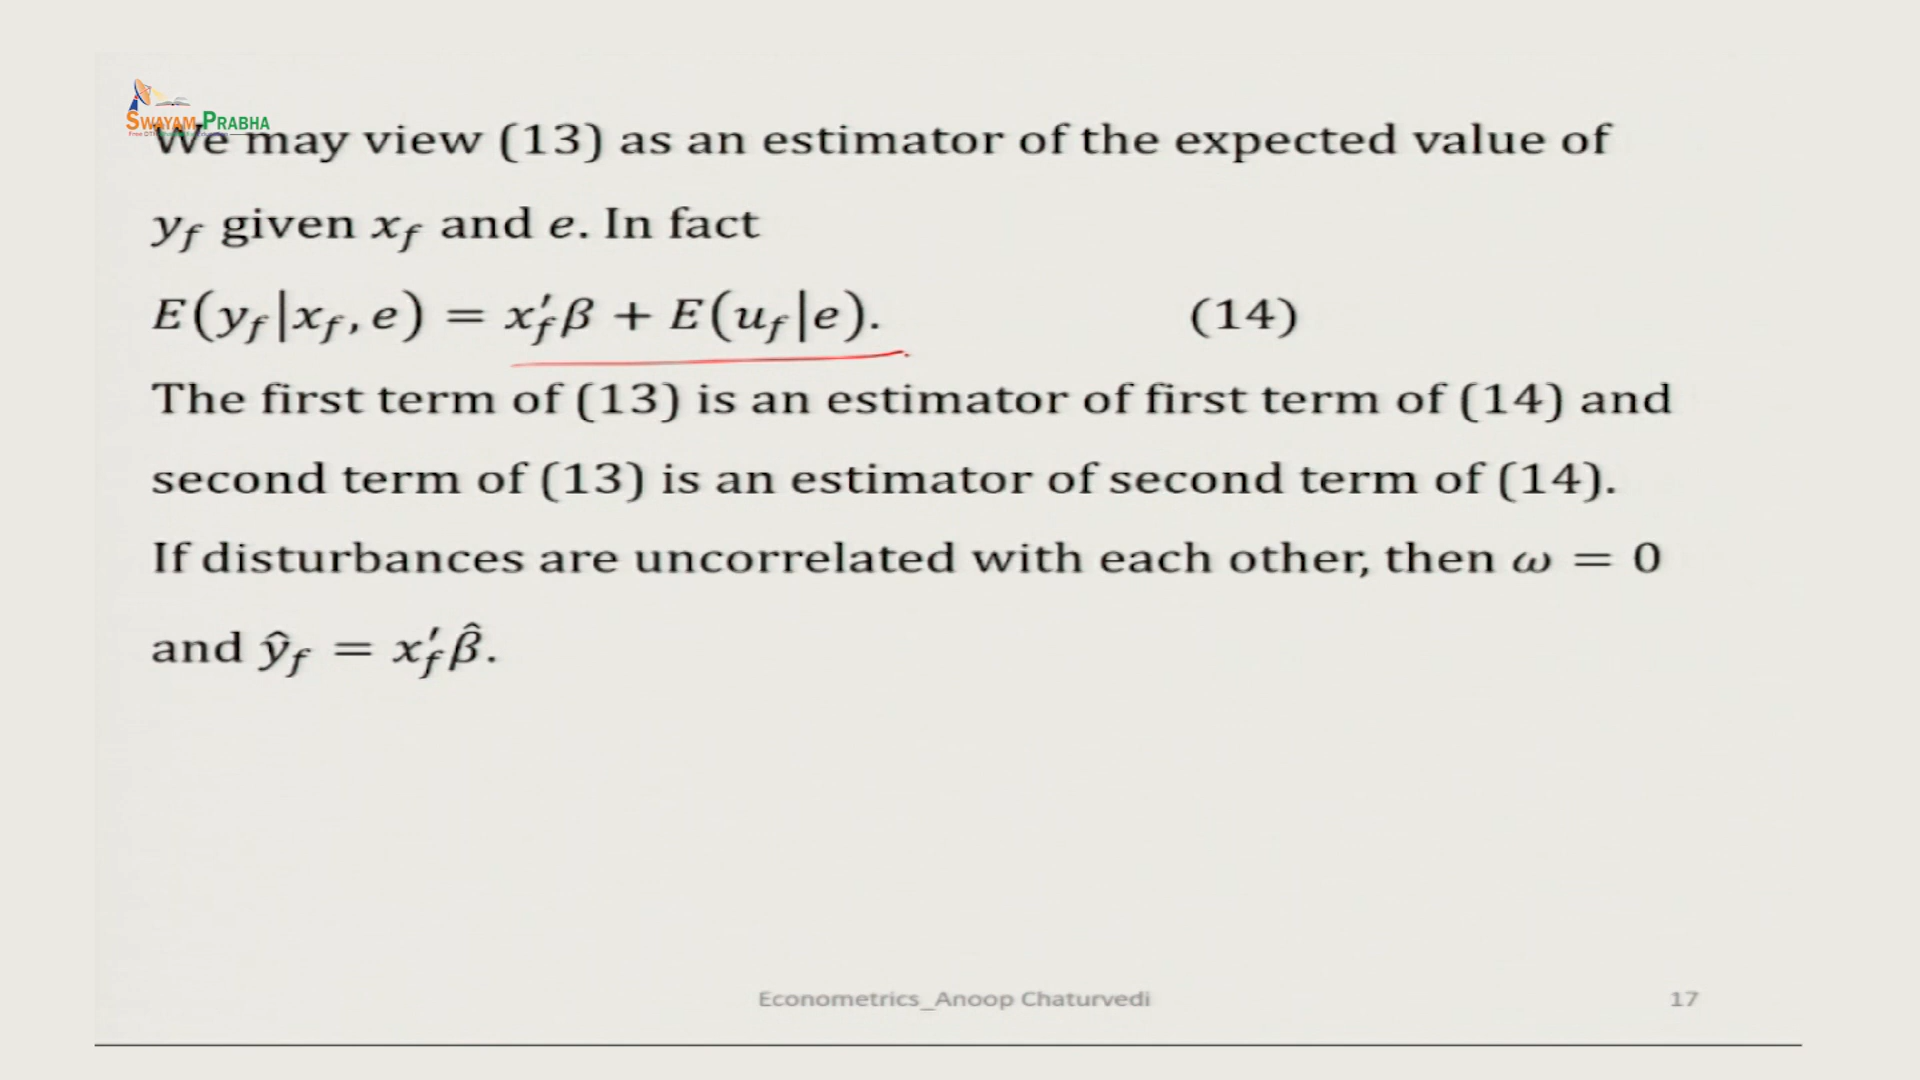 SWAYAM PRABHA
We may view (13) as an estimator of the expected value of
y_f given x_f and e. In fact
E(y_f|x_f, e) = x′_fβ + E(u_f|e). (14)
The first term of (13) is an estimator of first term of (14) and
second term of (13) is an estimator of second term of (14).
If disturbances are uncorrelated with each other, then ω = 0
and ŷ_f = x′_fβ̂.
Econometrics_Anoop Chaturvedi 17